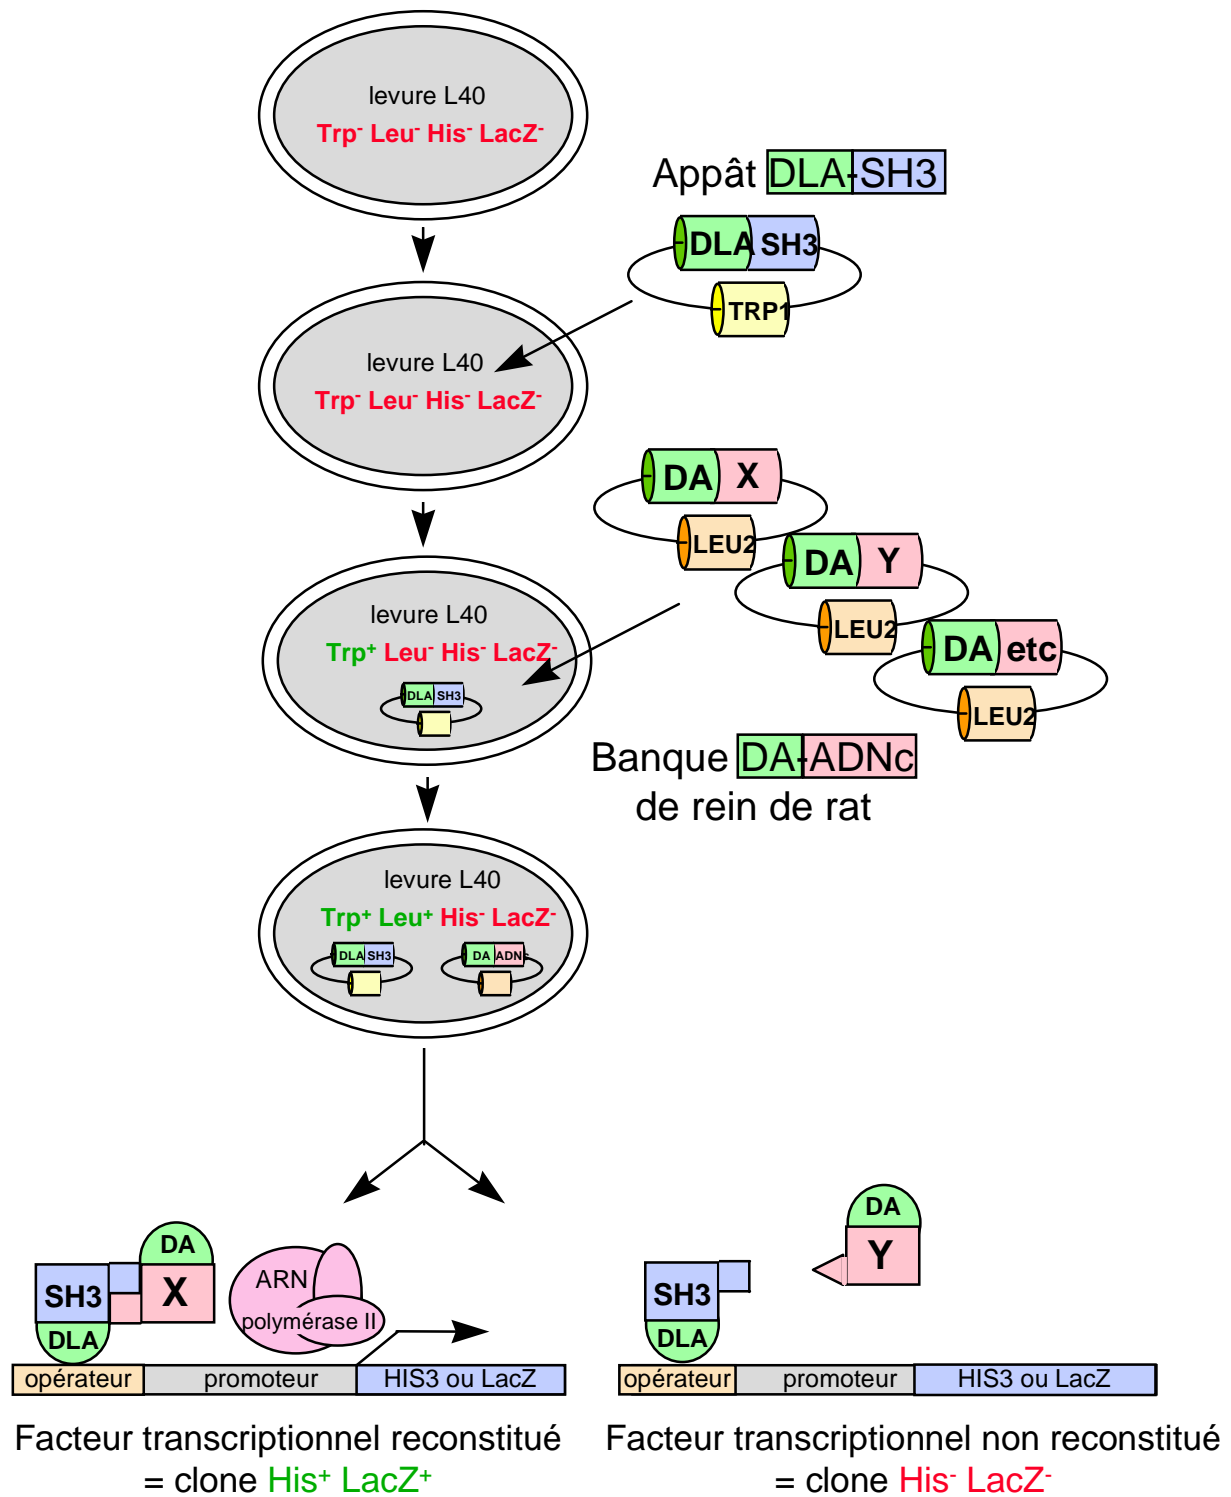 levure L40
Trp⁻ Leu⁻ His⁻ LacZ⁻
Appât DLA-SH3
DLA SH3
TRP1
levure L40
Trp⁻ Leu⁻ His⁻ LacZ⁻
DA X
LEU2
DA Y
LEU2
DA etc
LEU2
levure L40
Trp⁺ Leu⁻ His⁻ LacZ⁻
DLA SH3
Banque DA-ADNc
de rein de rat
levure L40
Trp⁺ Leu⁺ His⁻ LacZ⁻
DLA SH3
DA ADNc
DA
SH3 X
DLA
ARN
polymérase II
opérateur promoteur HIS3 ou LacZ
Facteur transcriptionnel reconstitué
= clone His⁺ LacZ⁺
DA
Y
SH3
DLA
opérateur promoteur HIS3 ou LacZ
Facteur transcriptionnel non reconstitué
= clone His⁻ LacZ⁻